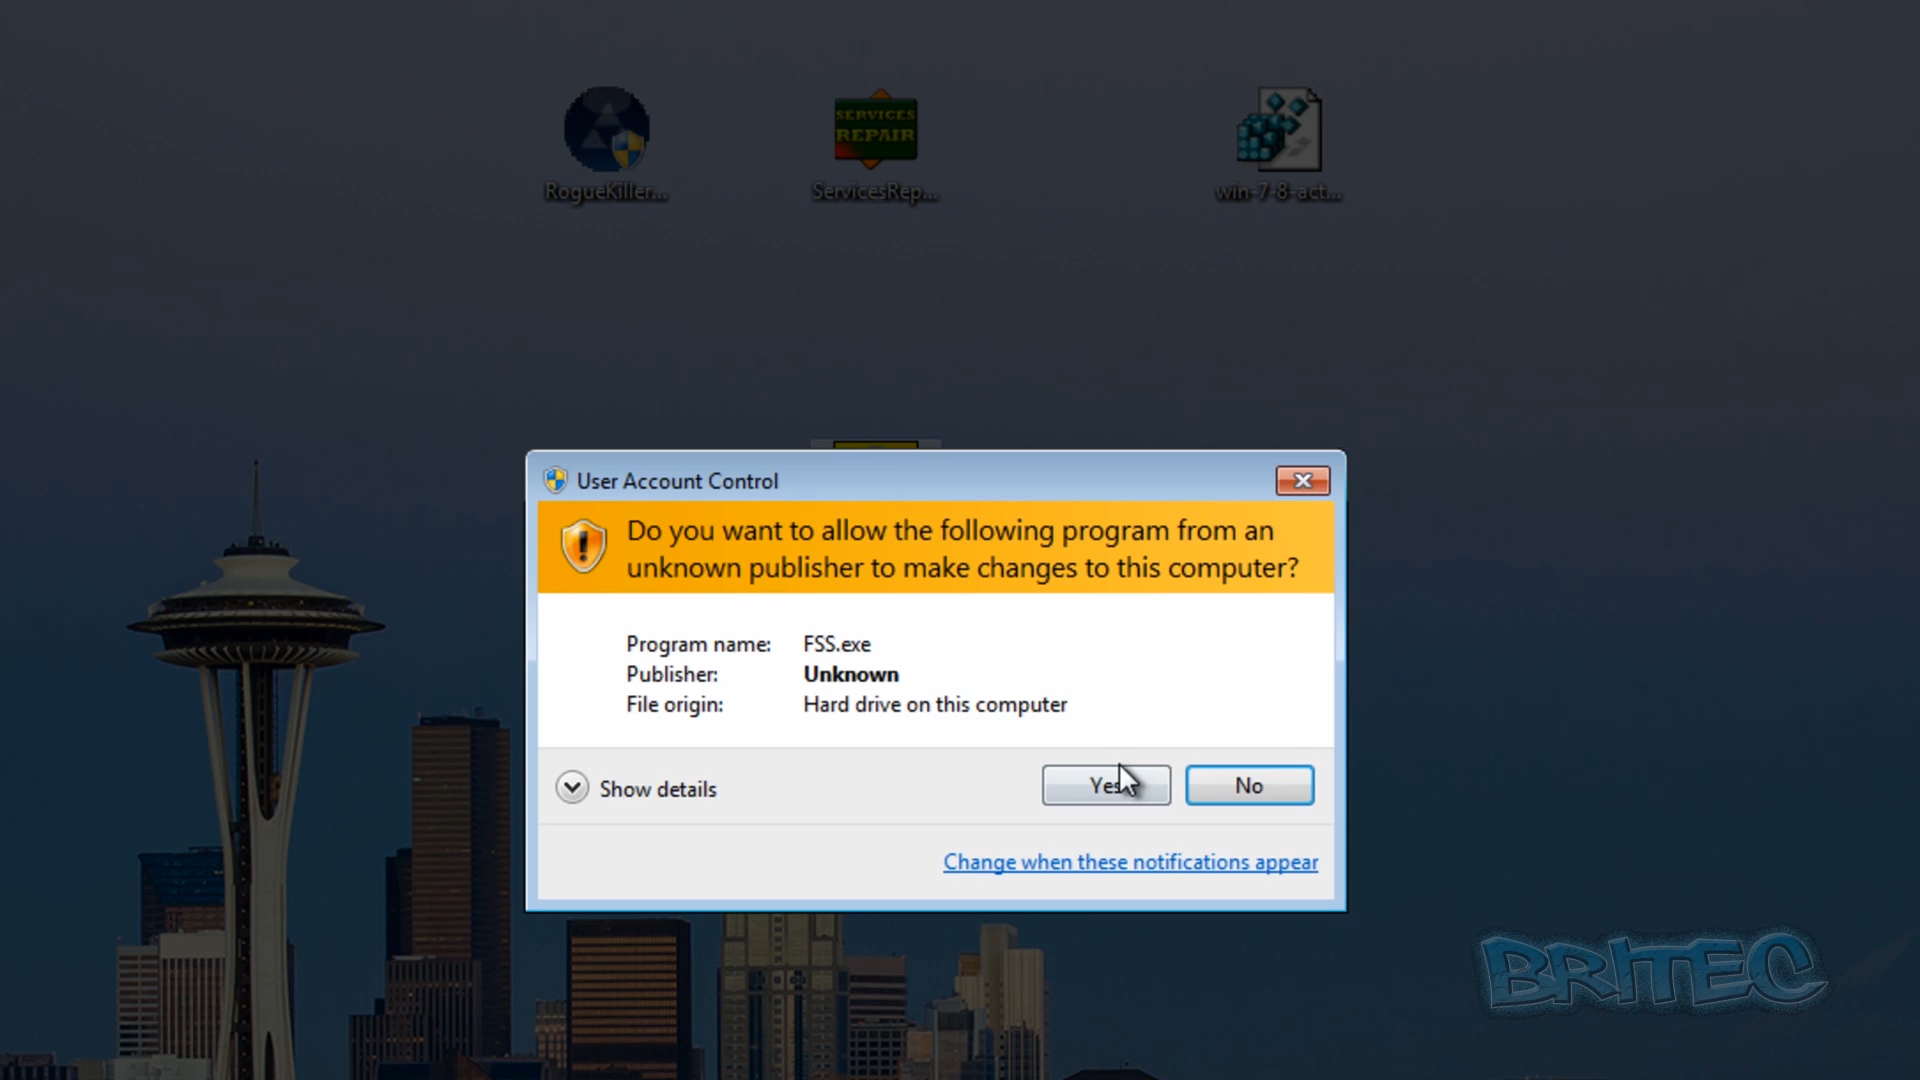 SERVICES
REPAIR
RogueKiller...
ServicesRep...
win-7-8-act...
User Account Control
Do you want to allow the following program from an
unknown publisher to make changes to this computer?
Program name: FSS.exe
Publisher: Unknown
File origin: Hard drive on this computer
Show details
Yes
No
Change when these notifications appear
BRITEC